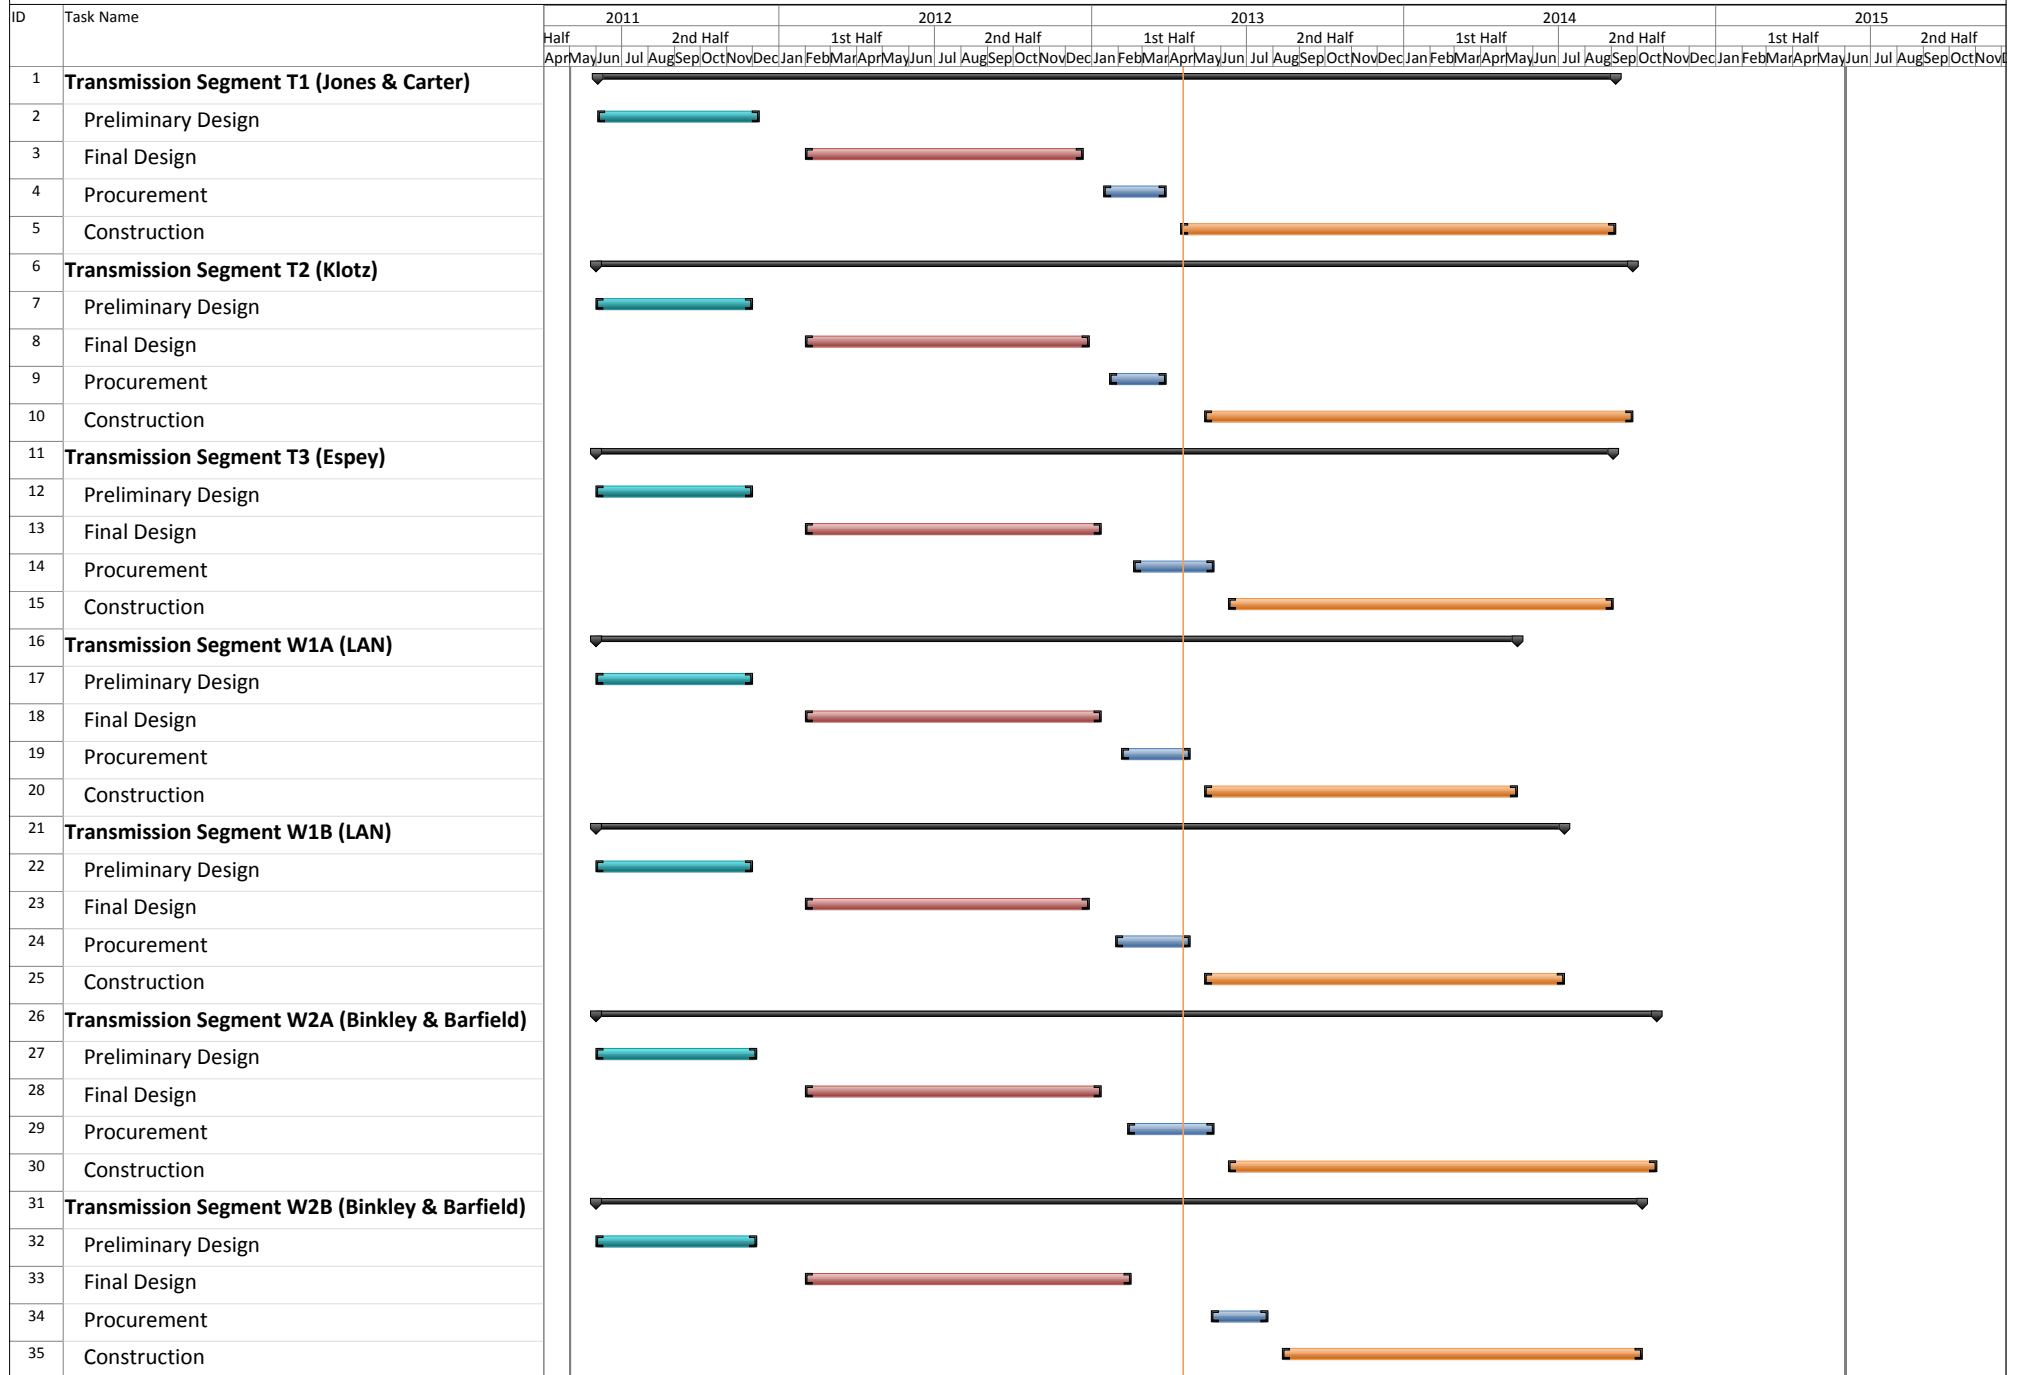 ID Task Name 2011 2012 2013 2014 2015
Half 2nd Half 1st Half 2nd Half 1st Half 2nd Half 1st Half 2nd Half 1st Half 2nd Half
Apr May Jun Jul Aug Sep Oct Nov Dec Jan Feb Mar Apr May Jun Jul Aug Sep Oct Nov Dec Jan Feb Mar Apr May Jun Jul Aug Sep Oct Nov Dec Jan Feb Mar Apr May Jun Jul Aug Sep Oct Nov Dec Jan Feb Mar Apr May Jun Jul Aug Sep Oct Nov
1 Transmission Segment T1 (Jones & Carter)
2 Preliminary Design
3 Final Design
4 Procurement
5 Construction
6 Transmission Segment T2 (Klotz)
7 Preliminary Design
8 Final Design
9 Procurement
10 Construction
11 Transmission Segment T3 (Espey)
12 Preliminary Design
13 Final Design
14 Procurement
15 Construction
16 Transmission Segment W1A (LAN)
17 Preliminary Design
18 Final Design
19 Procurement
20 Construction
21 Transmission Segment W1B (LAN)
22 Preliminary Design
23 Final Design
24 Procurement
25 Construction
26 Transmission Segment W2A (Binkley & Barfield)
27 Preliminary Design
28 Final Design
29 Procurement
30 Construction
31 Transmission Segment W2B (Binkley & Barfield)
32 Preliminary Design
33 Final Design
34 Procurement
35 Construction